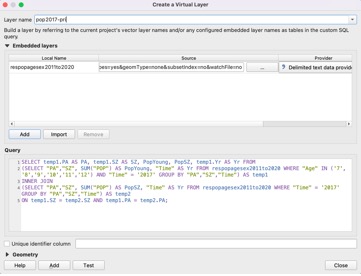 Create a Virtual Layer
Layer name pop2017-pri
Build a layer by referring to the current project's vector layer names and/or any configured embedded layer names as tables in the custom SQL
query.
Embedded layers
Local Name Source Provider
respopagesex2011to2020 pes=yes&geomType=none&subsetIndex=no&watchFile=no ... ? Delimited text data provide
Add Import Remove
Query
1 SELECT temp1.PA AS PA, temp1.SZ AS SZ, PopYoung, PopSZ, temp1.Yr AS Yr FROM
2 (SELECT "PA","SZ", SUM("POP") AS PopYoung, "Time" AS Yr FROM respopagesex2011to2020 WHERE "Age" IN ('7',
'8','9','10','11','12') AND "Time" = '2017' GROUP BY "PA","SZ","Time") AS temp1
3 INNER JOIN
4 (SELECT "PA","SZ", SUM("POP") AS PopSZ, "Time" AS Yr FROM respopagesex2011to2020 WHERE "Time" = '2017'
GROUP BY "PA","SZ","Time") AS temp2
5 ON temp1.SZ = temp2.SZ AND temp1.PA = temp2.PA;
Unique identifier column
Geometry
Help Add Test Close